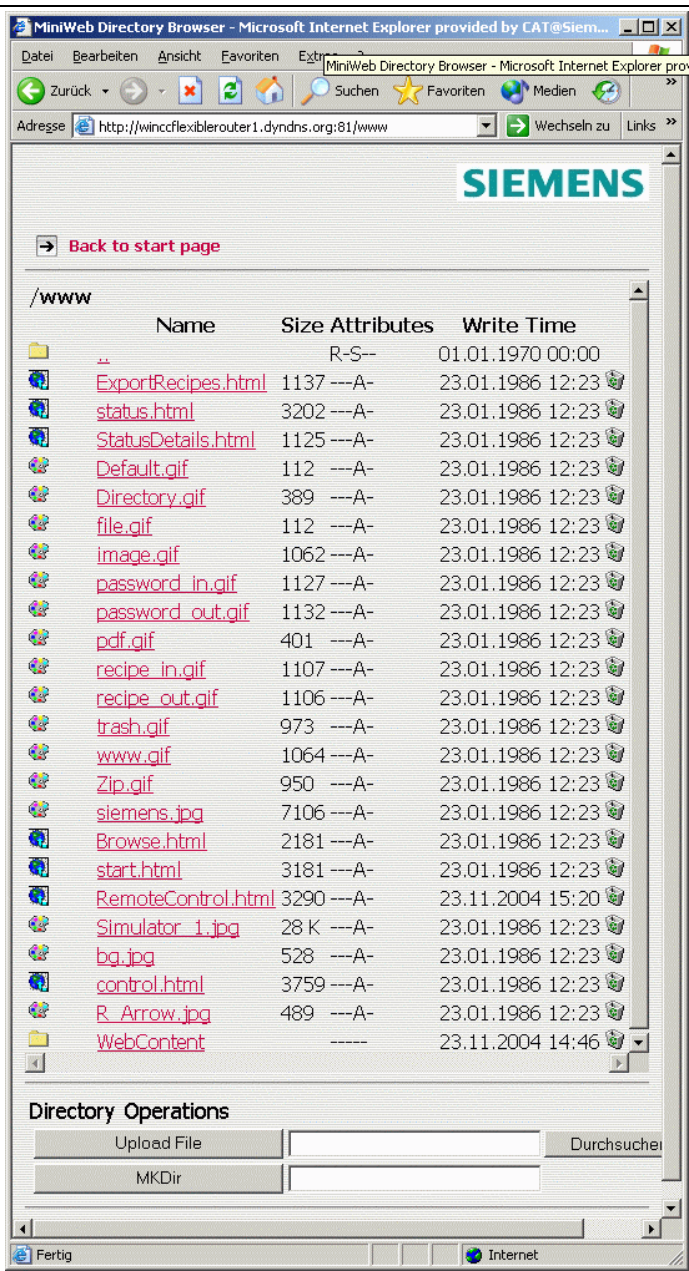 MiniWeb Directory Browser - Microsoft Internet Explorer provided by CAT@Siem...
Datei Bearbeiten Ansicht Favoriten Extras ?
MiniWeb Directory Browser - Microsoft Internet Explorer prov
Zurück Suchen Favoriten Medien »
Adresse http://winccflexiblerouter1.dyndns.org:81/www Wechseln zu Links »
SIEMENS
Back to start page
/www
Name Size Attributes Write Time
.. R-S-- 01.01.1970 00:00
ExportRecipes.html 1137 ---A- 23.01.1986 12:23
status.html 3202 ---A- 23.01.1986 12:23
StatusDetails.html 1125 ---A- 23.01.1986 12:23
Default.gif 112 ---A- 23.01.1986 12:23
Directory.gif 389 ---A- 23.01.1986 12:23
file.gif 112 ---A- 23.01.1986 12:23
image.gif 1062 ---A- 23.01.1986 12:23
password_in.gif 1127 ---A- 23.01.1986 12:23
password_out.gif 1132 ---A- 23.01.1986 12:23
pdf.gif 401 ---A- 23.01.1986 12:23
recipe_in.gif 1107 ---A- 23.01.1986 12:23
recipe_out.gif 1106 ---A- 23.01.1986 12:23
trash.gif 973 ---A- 23.01.1986 12:23
www.gif 1064 ---A- 23.01.1986 12:23
Zip.gif 950 ---A- 23.01.1986 12:23
siemens.jpg 7106 ---A- 23.01.1986 12:23
Browse.html 2181 ---A- 23.01.1986 12:23
start.html 3181 ---A- 23.01.1986 12:23
RemoteControl.html 3290 ---A- 23.11.2004 15:20
Simulator_1.jpg 28 K ---A- 23.01.1986 12:23
bg.jpg 528 ---A- 23.01.1986 12:23
control.html 3759 ---A- 23.01.1986 12:23
R_Arrow.jpg 489 ---A- 23.01.1986 12:23
WebContent ----- 23.11.2004 14:46
Directory Operations
Upload File Durchsuchen
MKDir
Fertig Internet